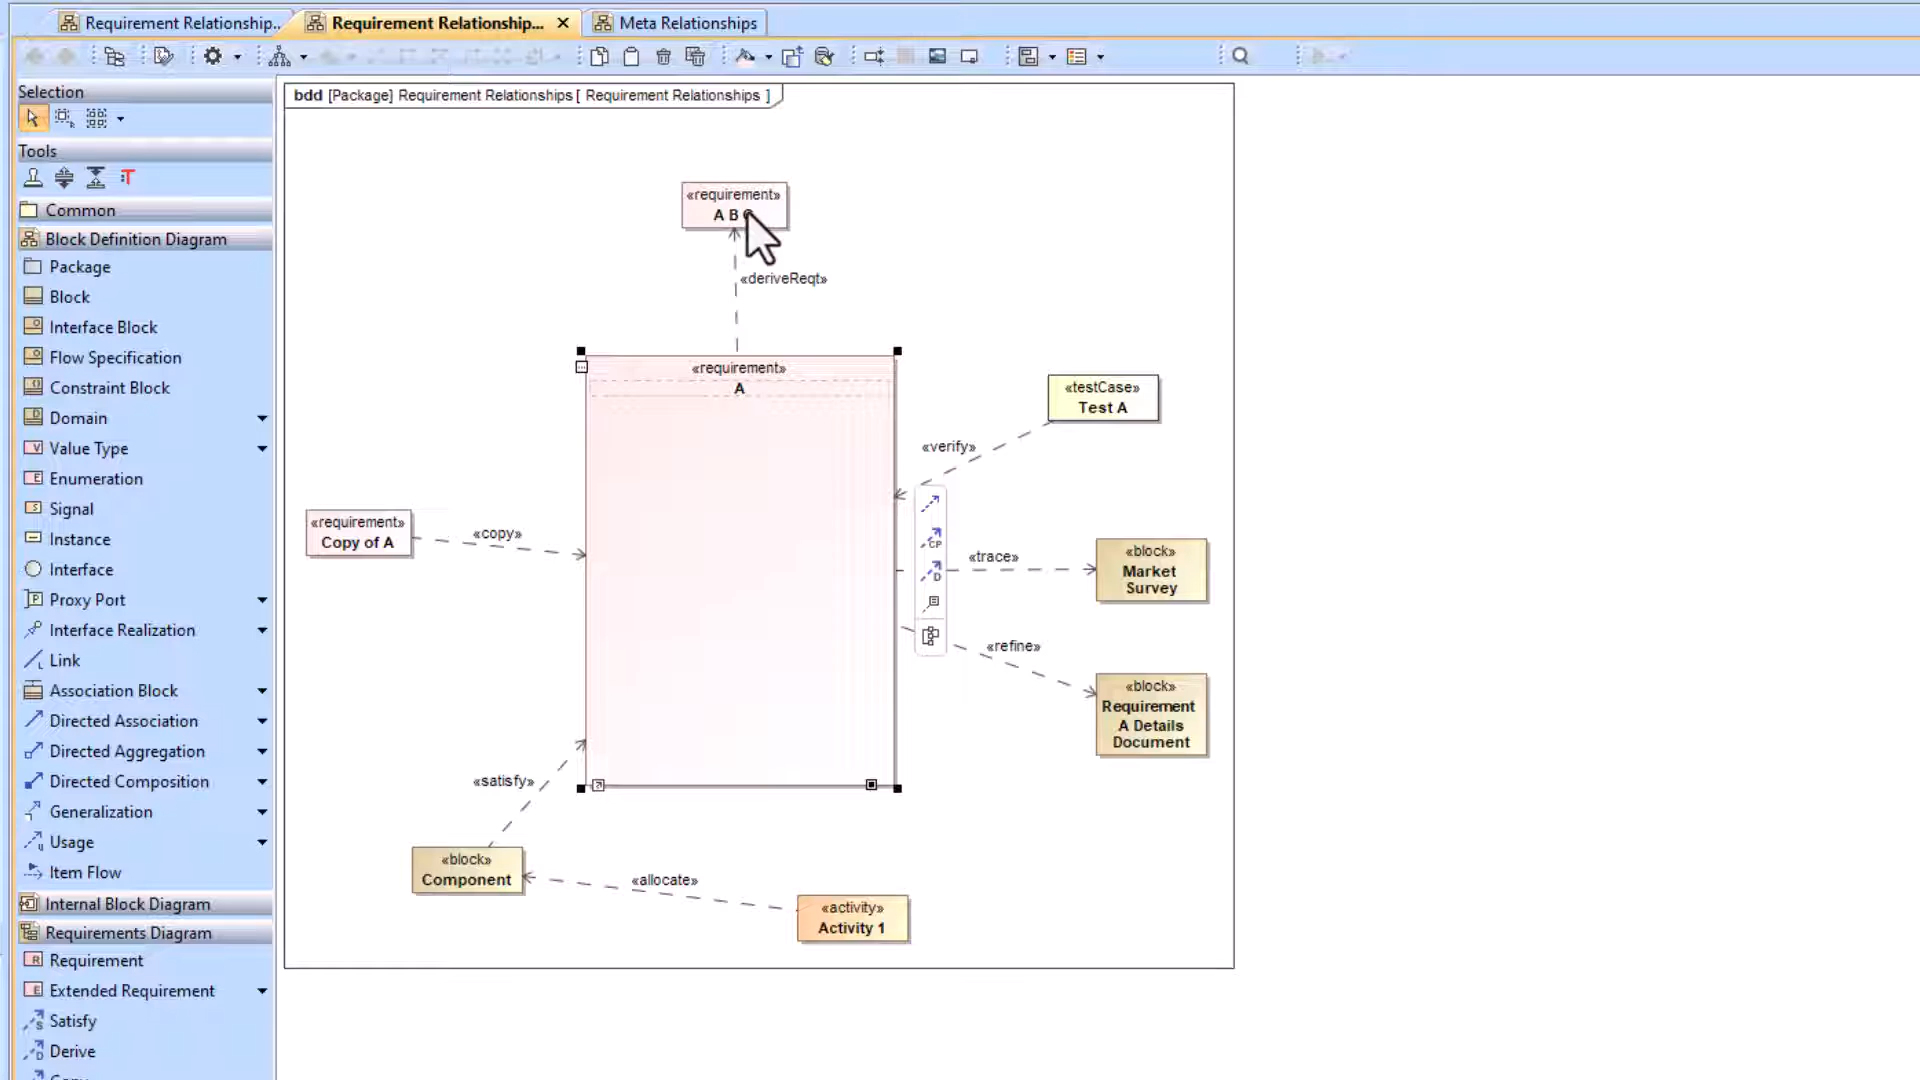 Requirement Relationship...
Requirement Relationship...
Meta Relationships
Selection
Tools
Common
Block Definition Diagram
Package
Block
Interface Block
Flow Specification
Constraint Block
Domain
Value Type
Enumeration
Signal
Instance
Interface
Proxy Port
Interface Realization
Link
Association Block
Directed Association
Directed Aggregation
Directed Composition
Generalization
Usage
Item Flow
Internal Block Diagram
Requirements Diagram
Requirement
Extended Requirement
Satisfy
Derive
bdd [Package] Requirement Relationships [ Requirement Relationships ]
«requirement»
A B
«deriveReqt»
«requirement»
A
«testCase»
Test A
«verify»
«requirement»
Copy of A
«copy»
«trace»
«block»
Market
Survey
«refine»
«block»
Requirement
A Details
Document
«satisfy»
«block»
Component
«allocate»
«activity»
Activity 1